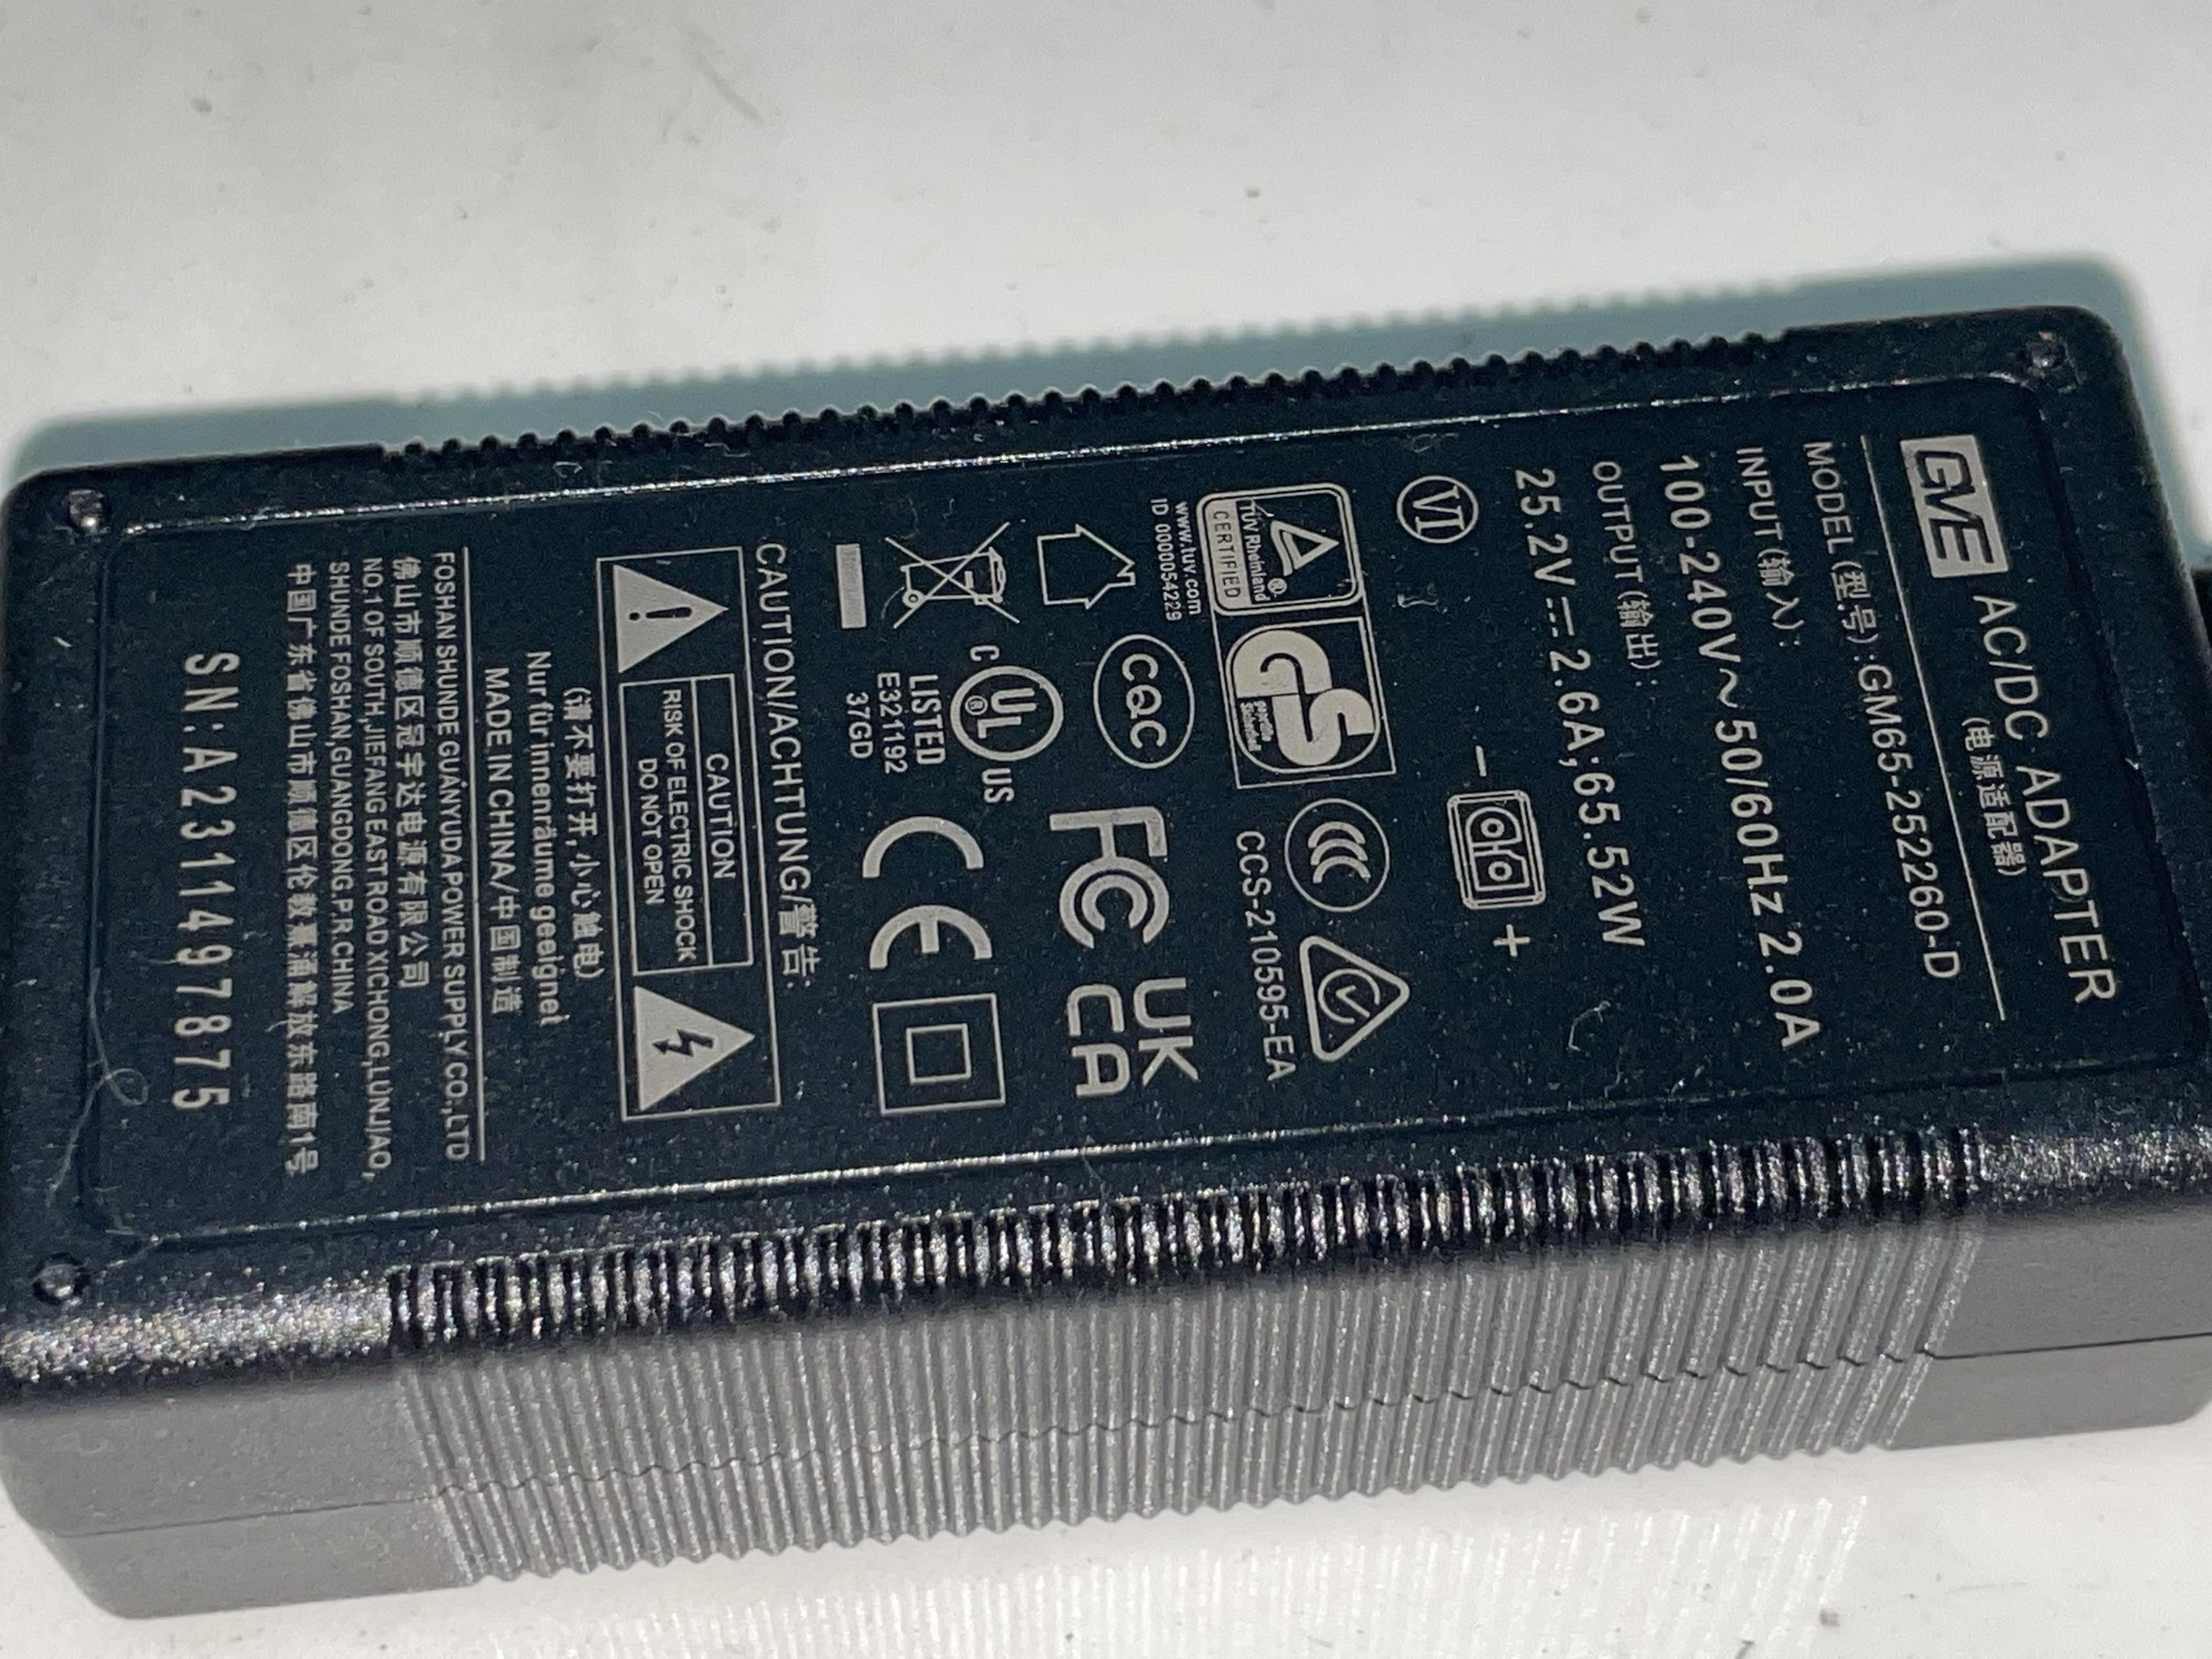 GVE AC/DC ADAPTER
(电源适配器)
MODEL(型号):GM65-252260-D
INPUT(输入):
100-240V~50/60Hz 2.0A
OUTPUT(输出):
25.2V⎓2.6A;65.52W
VI
- +
TÜVRheinland®
CERTIFIED
www.tuv.com
ID 0000054229
GS
geprüfte
Sicherheit
CCC
CCS-210595-EA
CQC
FC
UK
CA
C UL® US
LISTED
E321192
37GD
CE
CAUTION/ACHTUNG/警告:
CAUTION
RISK OF ELECTRIC SHOCK
DO NOT OPEN
(请不要打开,小心触电)
Nur für innenräume geeignet
MADE IN CHINA/中国制造
FOSHAN SHUNDE GUANYUDA POWER SUPPLY CO.,LTD
佛山市顺德区冠宇达电源有限公司
NO,1 OF SOUTH,JIEFANG EAST ROAD XICHONG,LUNJIAO,
SHUNDE FOSHAN,GUANGDONG,P.R.CHINA
中国广东省佛山市顺德区伦教熹涌解放东路南1号
SN:A2311497875